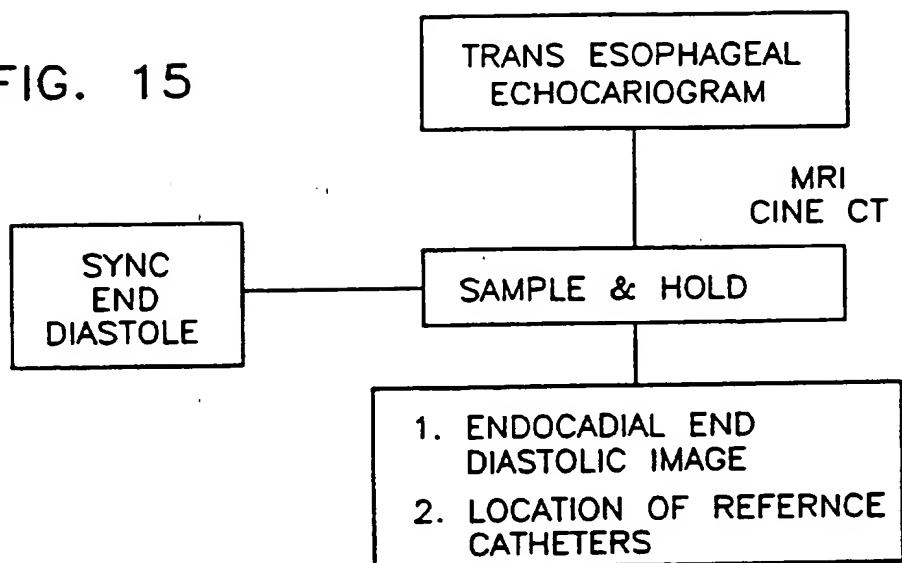 FIG. 15
TRANS ESOPHAGEAL
ECHOCARIOGRAM
MRI
CINE CT
SYNC
END
DIASTOLE
SAMPLE & HOLD
1. ENDOCADIAL END
DIASTOLIC IMAGE
2. LOCATION OF REFERNCE
CATHETERS